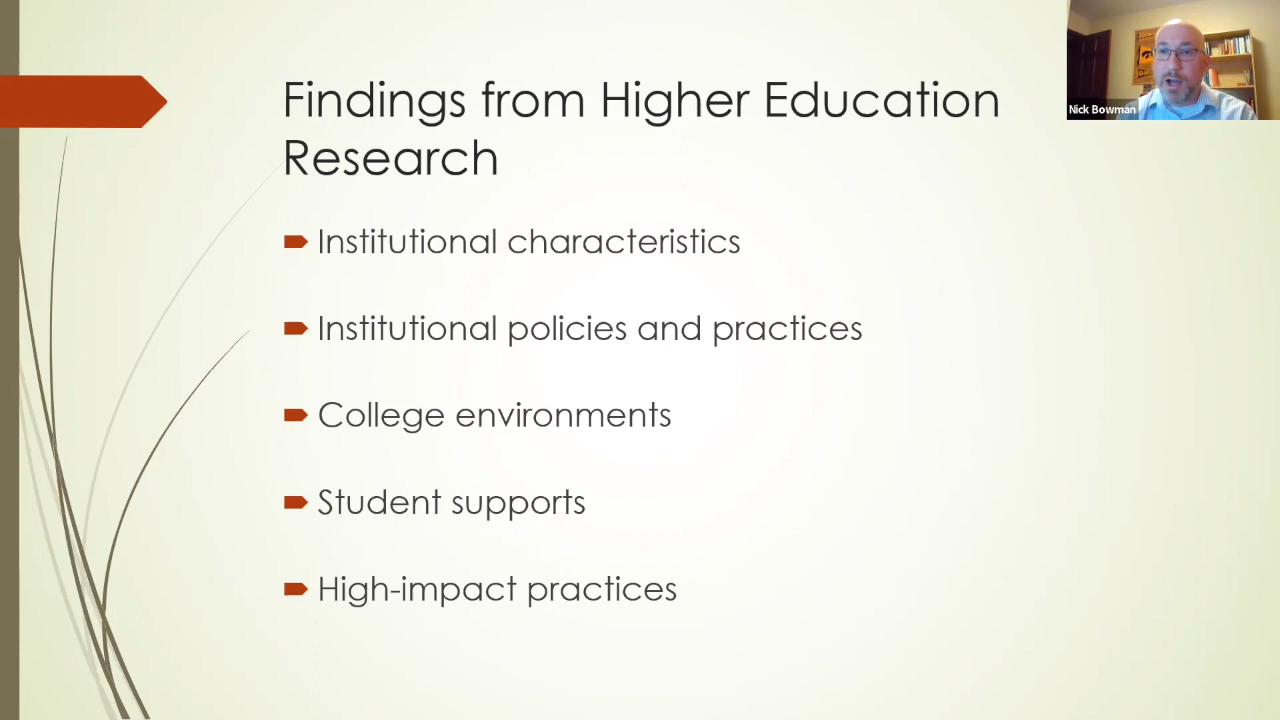 Findings from Higher Education
Research
Institutional characteristics
Institutional policies and practices
College environments
Student supports
High-impact practices
Nick Bowman